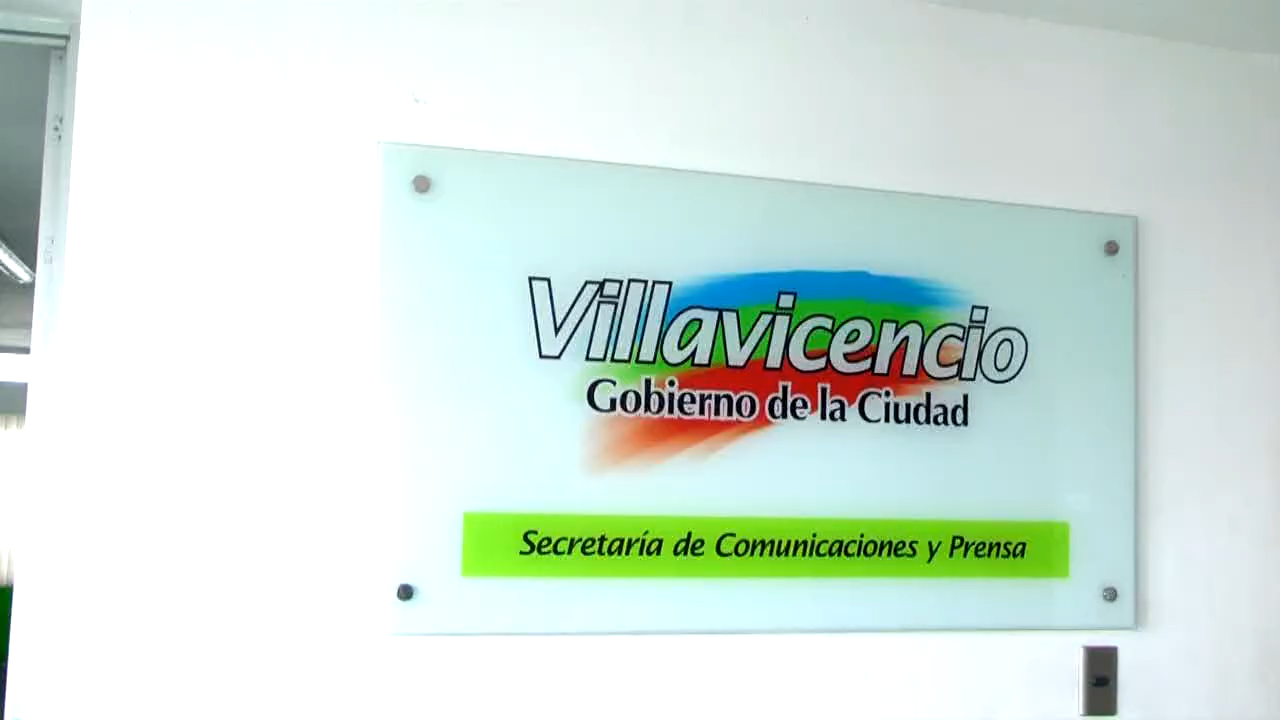 Villavicencio
Gobierno de la Ciudad
Secretaría de Comunicaciones y Prensa